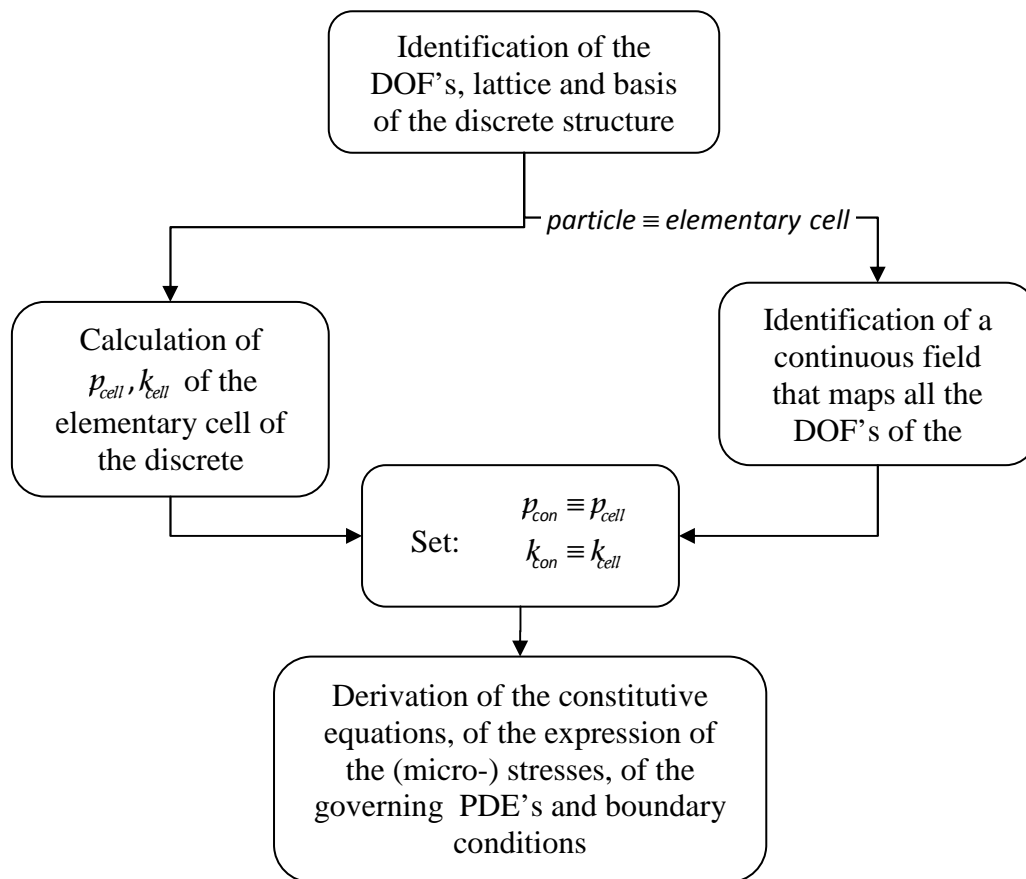 Identification of the
DOF’s, lattice and basis
of the discrete structure
particle ≡ elementary cell
Calculation of
p_cell, k_cell of the
elementary cell of
the discrete
Identification of a
continuous field
that maps all the
DOF’s of the
p_con ≡ p_cell
Set:
k_con ≡ k_cell
Derivation of the constitutive
equations, of the expression of
the (micro-) stresses, of the
governing PDE’s and boundary
conditions